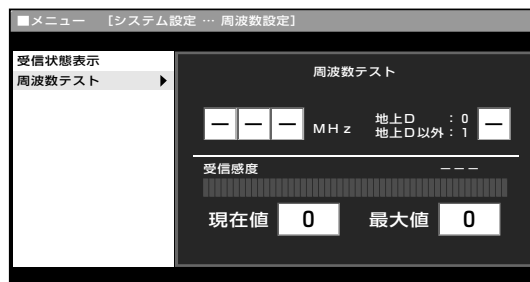 ■メニュー [システム設定 … 周波数設定]
受信状態表示
周波数テスト ▶
周波数テスト
－ － － MHz 地上D ：0
地上D以外：1 －
受信感度 －－－
現在値 0 最大値 0